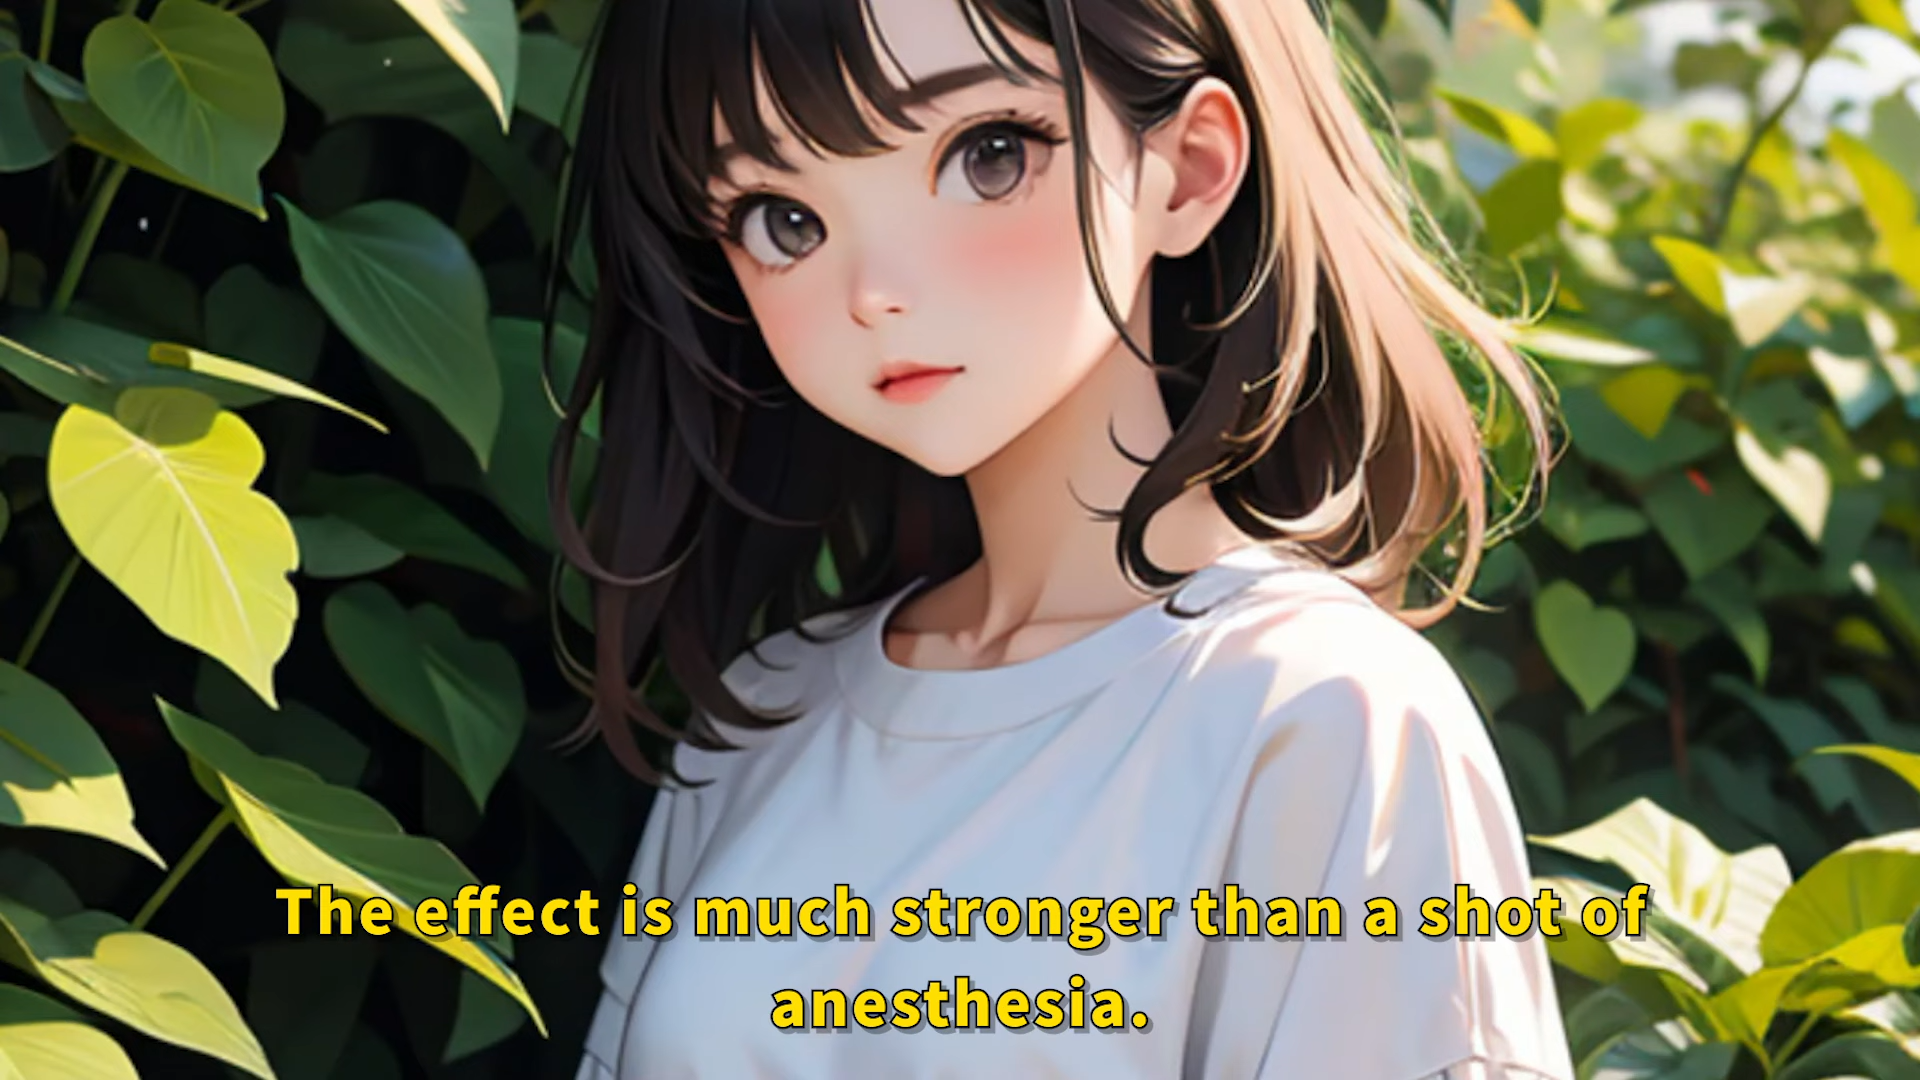 The effect is much stronger than a shot of
anesthesia.